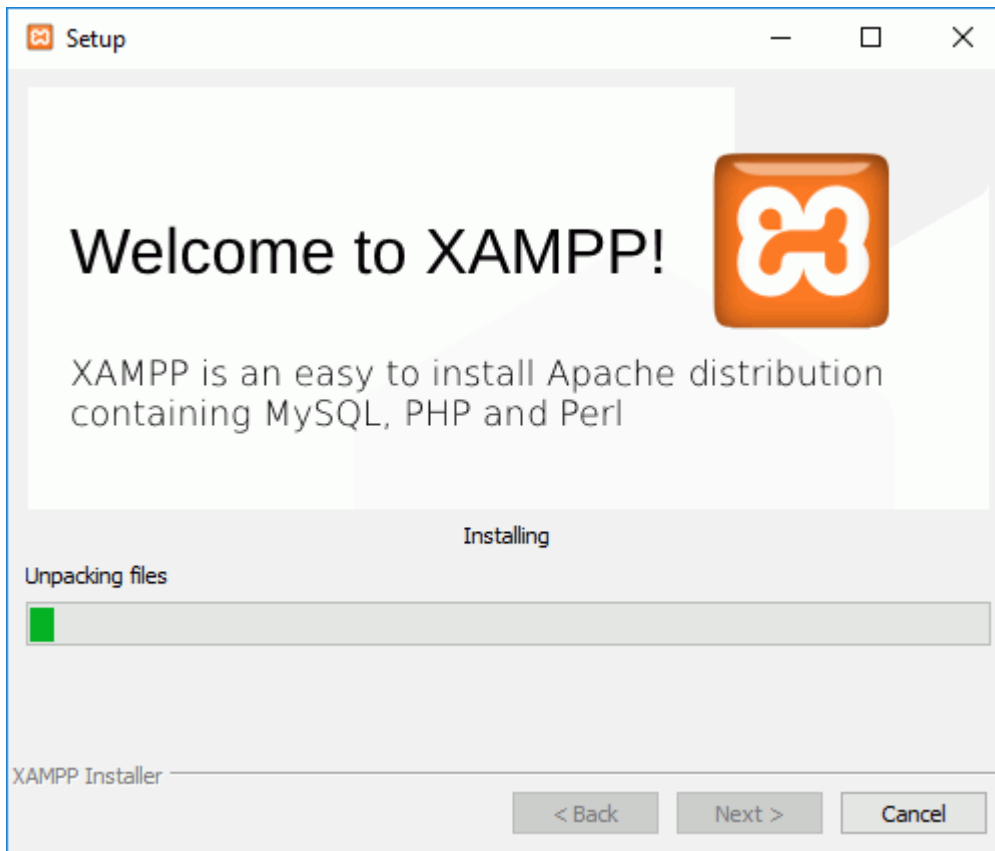 Setup
Welcome to XAMPP!
XAMPP is an easy to install Apache distribution
containing MySQL, PHP and Perl
Installing
Unpacking files
XAMPP Installer
< Back Next > Cancel